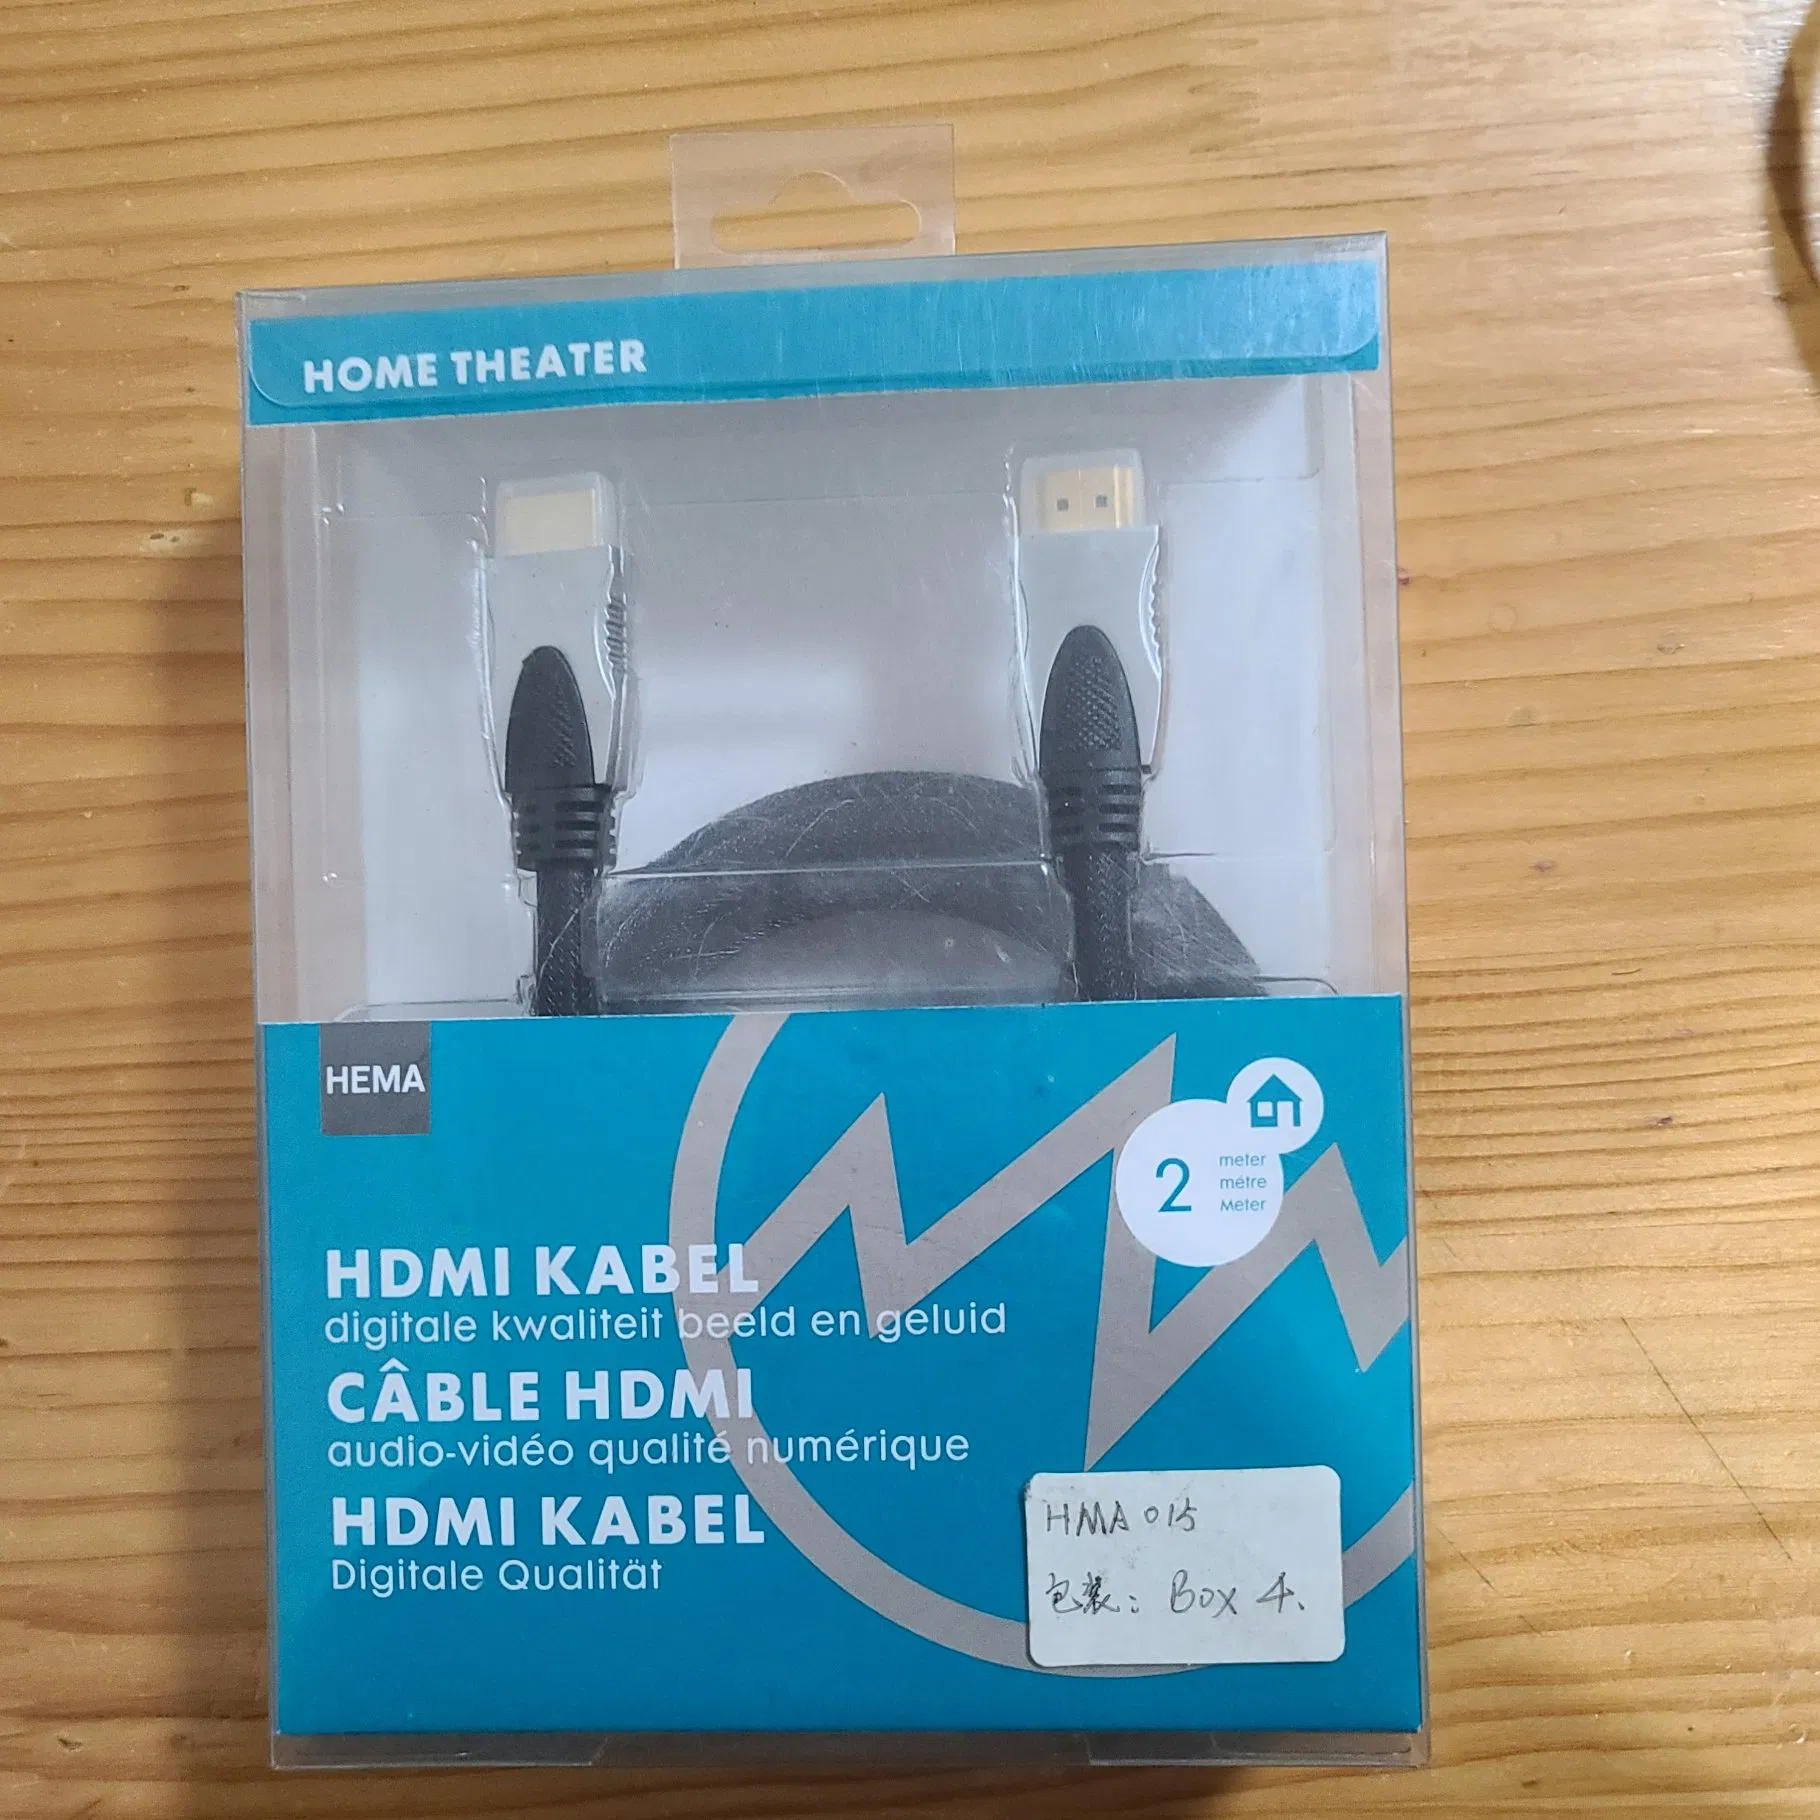 HOME THEATER
HEMA
2 meter
mètre
Meter
HDMI KABEL
digitale kwaliteit beeld en geluid
CÂBLE HDMI
audio-vidéo qualité numérique
HDMI KABEL
Digitale Qualität
HMA 015
包装: Box 4.